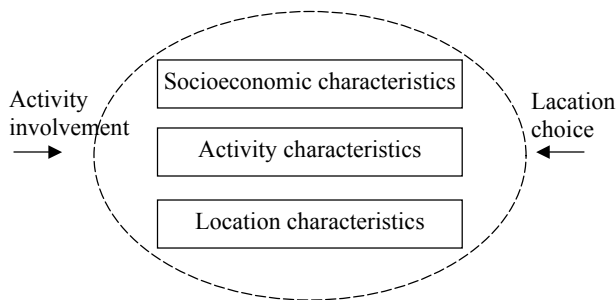 Socioeconomic characteristics
Activity
involvement
Lacation
choice
Activity characteristics
Location characteristics